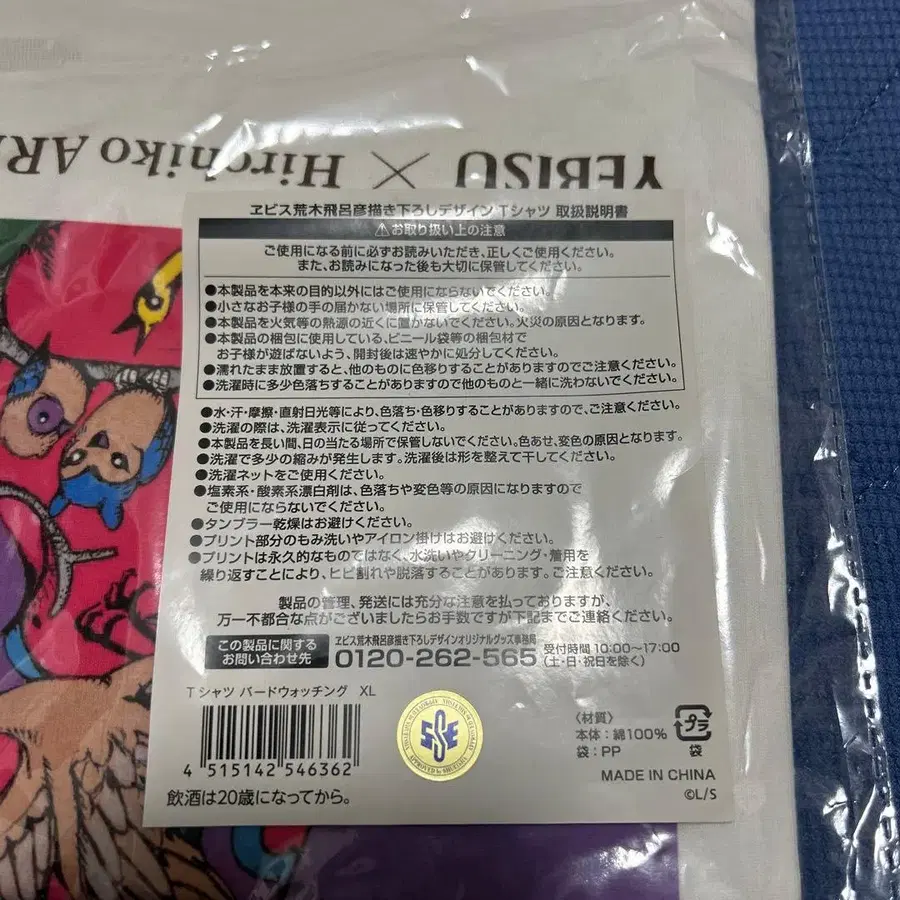 YEBISU × Hirohiko AR
ヱビス荒木飛呂彦描き下ろしデザイン Tシャツ 取扱説明書
⚠お取り扱い上の注意
ご使用になる前に必ずお読みいただき、正しくご使用ください。
また、お読みになった後も大切に保管してください。
●本製品を本来の目的以外にはご使用にならないでください。
●小さなお子様の手の届かない場所に保管してください。
●本製品を火気等の熱源の近くに置かないでください。火災の原因となります。
●本製品の梱包に使用している、ビニール袋等の梱包材で
お子様が遊ばないよう、開封後は速やかに処分してください。
●濡れたまま放置すると、他のものに色移りすることがありますのでご注意ください。
●洗濯時に多少色落ちすることがありますので他のものと一緒に洗わないでください。
●水・汗・摩擦・直射日光等により、色落ち・色移りすることがありますので、ご注意ください。
●洗濯の際は、洗濯表示に従ってください。
●本製品を長い間、日の当たる場所で保管しないでください。色あせ、変色の原因となります。
●洗濯で多少の縮みが発生します。洗濯後は形を整えて干してください。
●洗濯ネットをご使用ください。
●塩素系・酸素系漂白剤は、色落ちや変色等の原因になりますので
ご使用にならないでください。
●タンブラー乾燥はお避けください。
●プリント部分のもみ洗いやアイロン掛けはお避けください。
●プリントは永久的なものではなく、水洗いやクリーニング・着用を
繰り返すことにより、ヒビ割れや脱落することがあります。ご注意ください。
製品の管理、発送には充分な注意を払っておりますが、
万一不都合な点がございましたらお手数ですが下記までご連絡ください。
この製品に関する
お問い合わせ先
ヱビス荒木飛呂彦描き下ろしデザインオリジナルグッズ事務局
0120-262-565
受付時間 10:00～17:00
(土・日・祝日を除く)
Tシャツ バードウォッチング XL
4 515142 546362
飲酒は20歳になってから。
〈材質〉
本体：綿100%
袋：PP
プラ
袋
MADE IN CHINA
©L/S